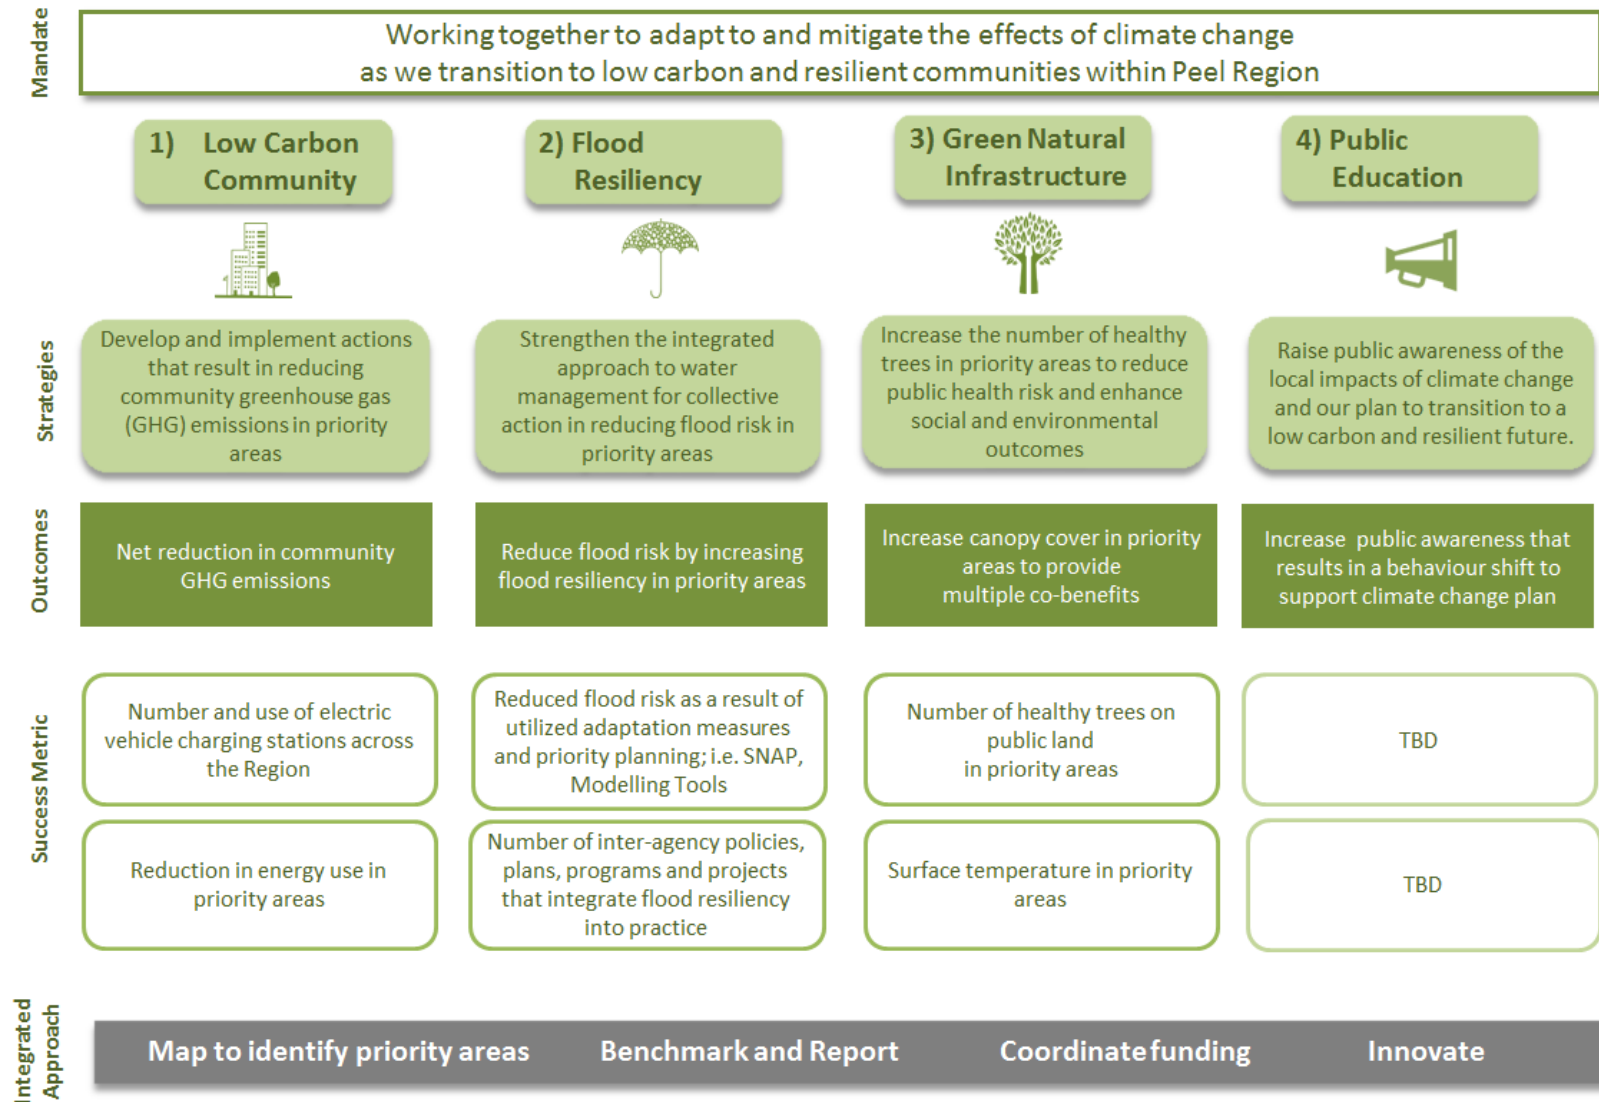 Mandate
Working together to adapt to and mitigate the effects of climate change
as we transition to low carbon and resilient communities within Peel Region
1) Low Carbon
Community
2) Flood
Resiliency
3) Green Natural
Infrastructure
4) Public
Education
Strategies
Develop and implement actions
that result in reducing
community greenhouse gas
(GHG) emissions in priority
areas
Strengthen the integrated
approach to water
management for collective
action in reducing flood risk in
priority areas
Increase the number of healthy
trees in priority areas to reduce
public health risk and enhance
social and environmental
outcomes
Raise public awareness of the
local impacts of climate change
and our plan to transition to a
low carbon and resilient future.
Outcomes
Net reduction in community
GHG emissions
Reduce flood risk by increasing
flood resiliency in priority areas
Increase canopy cover in priority
areas to provide
multiple co-benefits
Increase public awareness that
results in a behaviour shift to
support climate change plan
Success Metric
Number and use of electric
vehicle charging stations across
the Region
Reduced flood risk as a result of
utilized adaptation measures
and priority planning; i.e. SNAP,
Modelling Tools
Number of healthy trees on
public land
in priority areas
TBD
Reduction in energy use in
priority areas
Number of inter-agency policies,
plans, programs and projects
that integrate flood resiliency
into practice
Surface temperature in priority
areas
TBD
Integrated
Approach
Map to identify priority areas
Benchmark and Report
Coordinate funding
Innovate